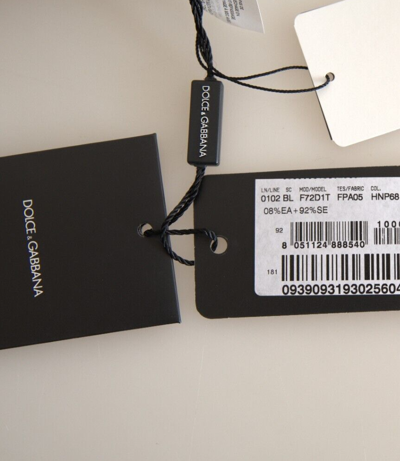 DOLCE & GABBANA
DOLCE & GABBANA
LN/LINE SC MOD/MODEL TES/FABRIC COL.
0102 BL F72D1T FPA05 HNP68
08%EA+92%SE
92
8 051124 888540
100
181
0939093193025604